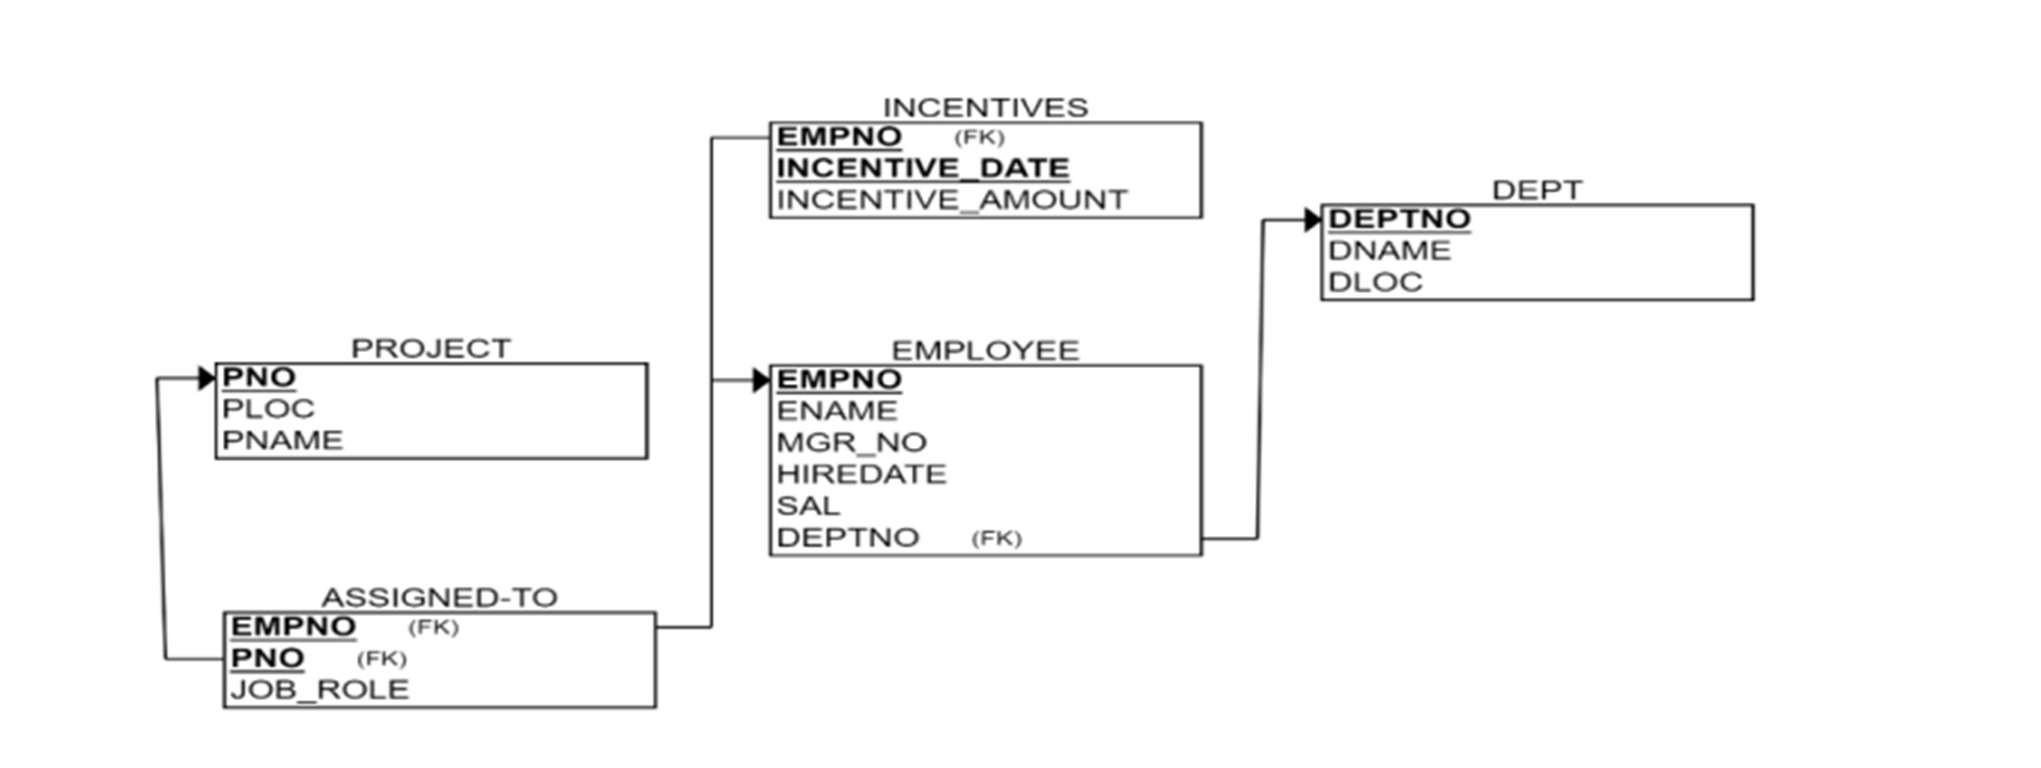 INCENTIVES
EMPNO (FK)
INCENTIVE_DATE
INCENTIVE_AMOUNT
DEPT
DEPTNO
DNAME
DLOC
PROJECT
PNO
PLOC
PNAME
EMPLOYEE
EMPNO
ENAME
MGR_NO
HIREDATE
SAL
DEPTNO (FK)
ASSIGNED-TO
EMPNO (FK)
PNO (FK)
JOB_ROLE